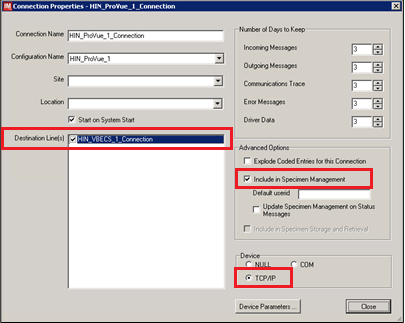 IM Connection Properties - HIN_ProVue_1_Connection
Connection Name HIN_ProVue_1_Connection
Configuration Name HIN_ProVue_1
Site
Location
Start on System Start
Destination Line(s) HIN_VBECS_1_Connection
Number of Days to Keep
Incoming Messages 3
Outgoing Messages 3
Communications Trace 3
Error Messages 3
Driver Data 3
Advanced Options
Explode Coded Entries for this Connection
Include in Specimen Management
Default userid
Update Specimen Management on Status
Messages
Include in Specimen Storage and Retrieval
Device
NULL COM
TCP/IP
Device Parameters ... Close